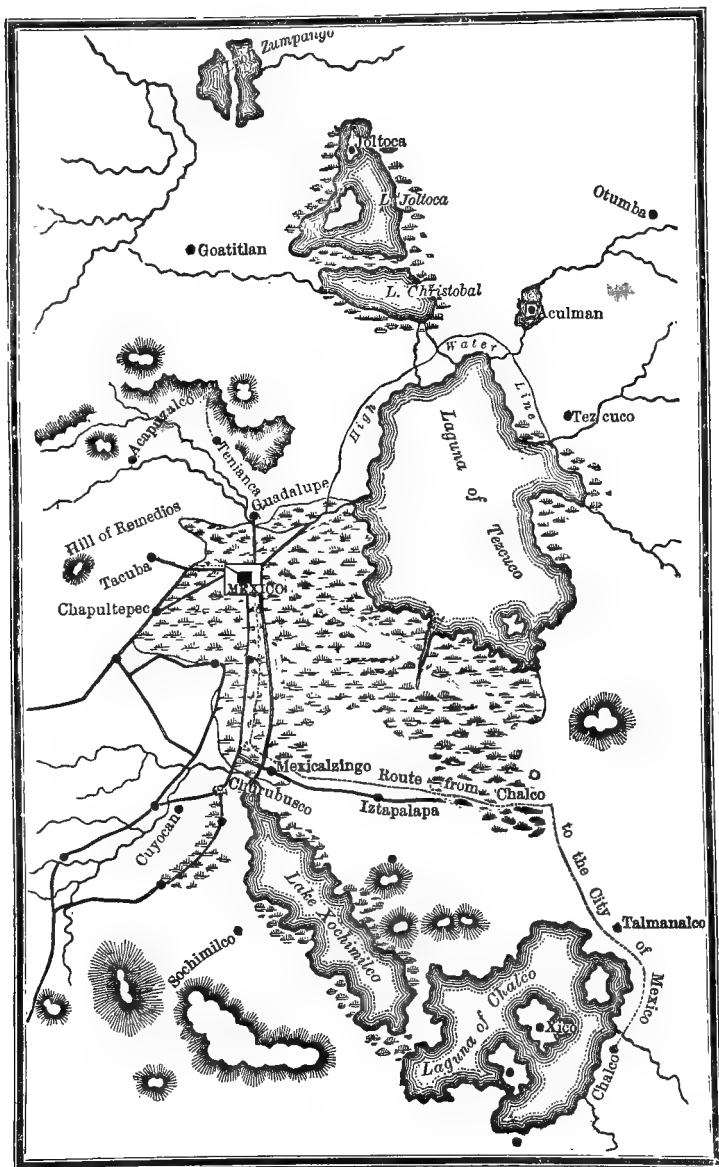 Zumpango
Joltoca
L. Joltoca
Otumba
Goatitlan
L. Christobal
Aculman
High Water Line
Acapuzalco
Tenianca
Tezcuco
Laguna of Tezcuco
Guadalupe
Hill of Remedios
Tacuba
MEXICO
Chapultepec
Mexicalzingo
Route from Chalco to the City of Mexico
Churubusco
Iztapalapa
Cuyocan
Lake Xochimilco
Talmanalco
Sochimilco
Laguna of Chalco
Xico
Chalco